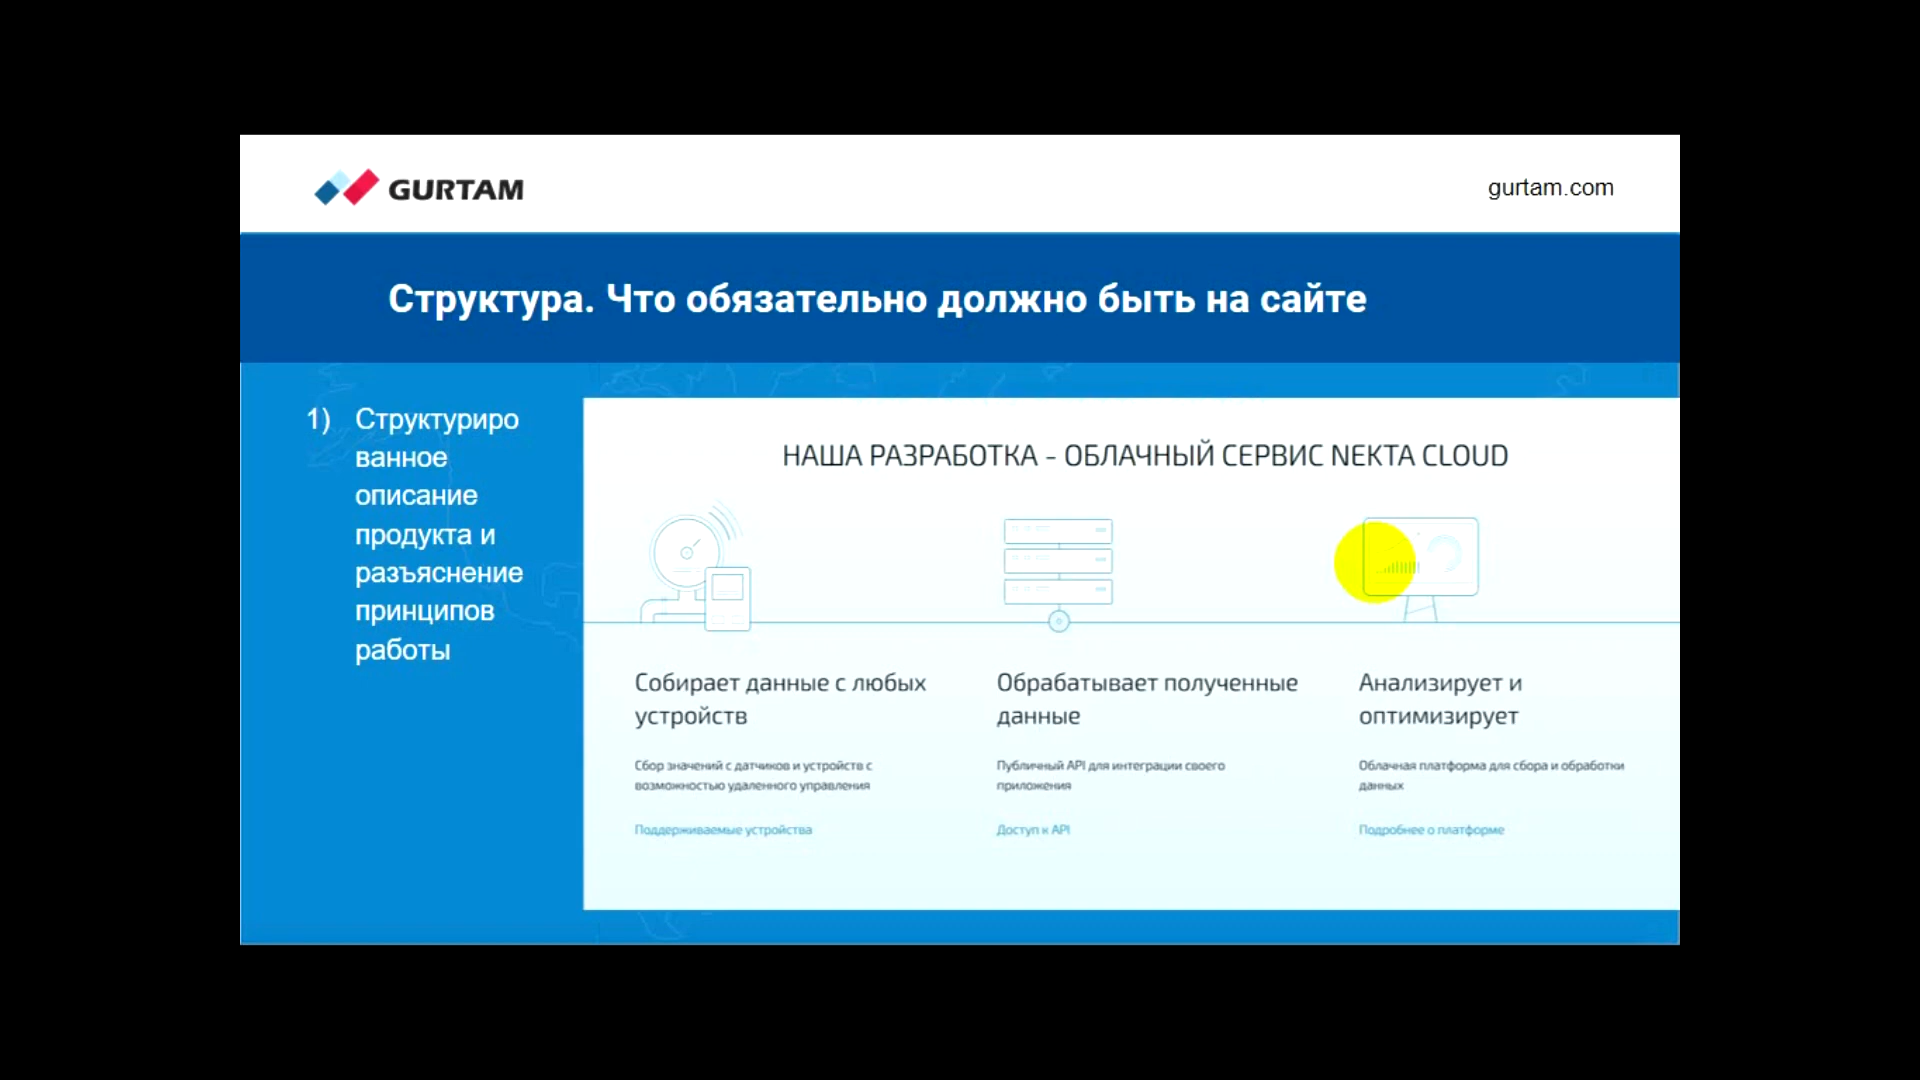 GURTAM
gurtam.com
Структура. Что обязательно должно быть на сайте
1) Структуриро
ванное
описание
продукта и
разъяснение
принципов
работы
НАША РАЗРАБОТКА - ОБЛАЧНЫЙ СЕРВИС NEKTA CLOUD
Собирает данные с любых
устройств
Сбор значений с датчиков и устройств с
возможностью удаленного управления
Поддерживаемые устройства
Обрабатывает полученные
данные
Публичный API для интеграции своего
приложения
Доступ к API
Анализирует и
оптимизирует
Облачная платформа для сбора и обработки
данных
Подробнее о платформе